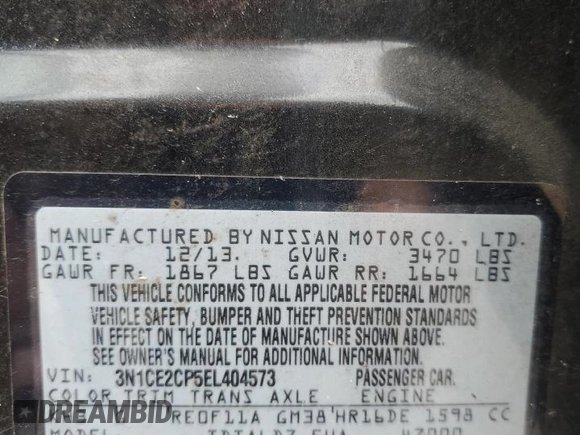 MANUFACTURED BY NISSAN MOTOR CO., LTD.
DATE: 12/13. GVWR: 3470 LBS
GAWR FR: 1867 LBS GAWR RR: 1664 LBS
THIS VEHICLE CONFORMS TO ALL APPLICABLE FEDERAL MOTOR
VEHICLE SAFETY, BUMPER AND THEFT PREVENTION STANDARDS
IN EFFECT ON THE DATE OF MANUFACTURE SHOWN ABOVE.
SEE OWNER'S MANUAL FOR ADDITIONAL INFORMATION.
VIN: 3N1CE2CP5EL404573 PASSENGER CAR.
COLOR TRIM TRANS AXLE ENGINE
RE0F11A GM38 HR16DE 1598 CC
MODEL
DREAMBID